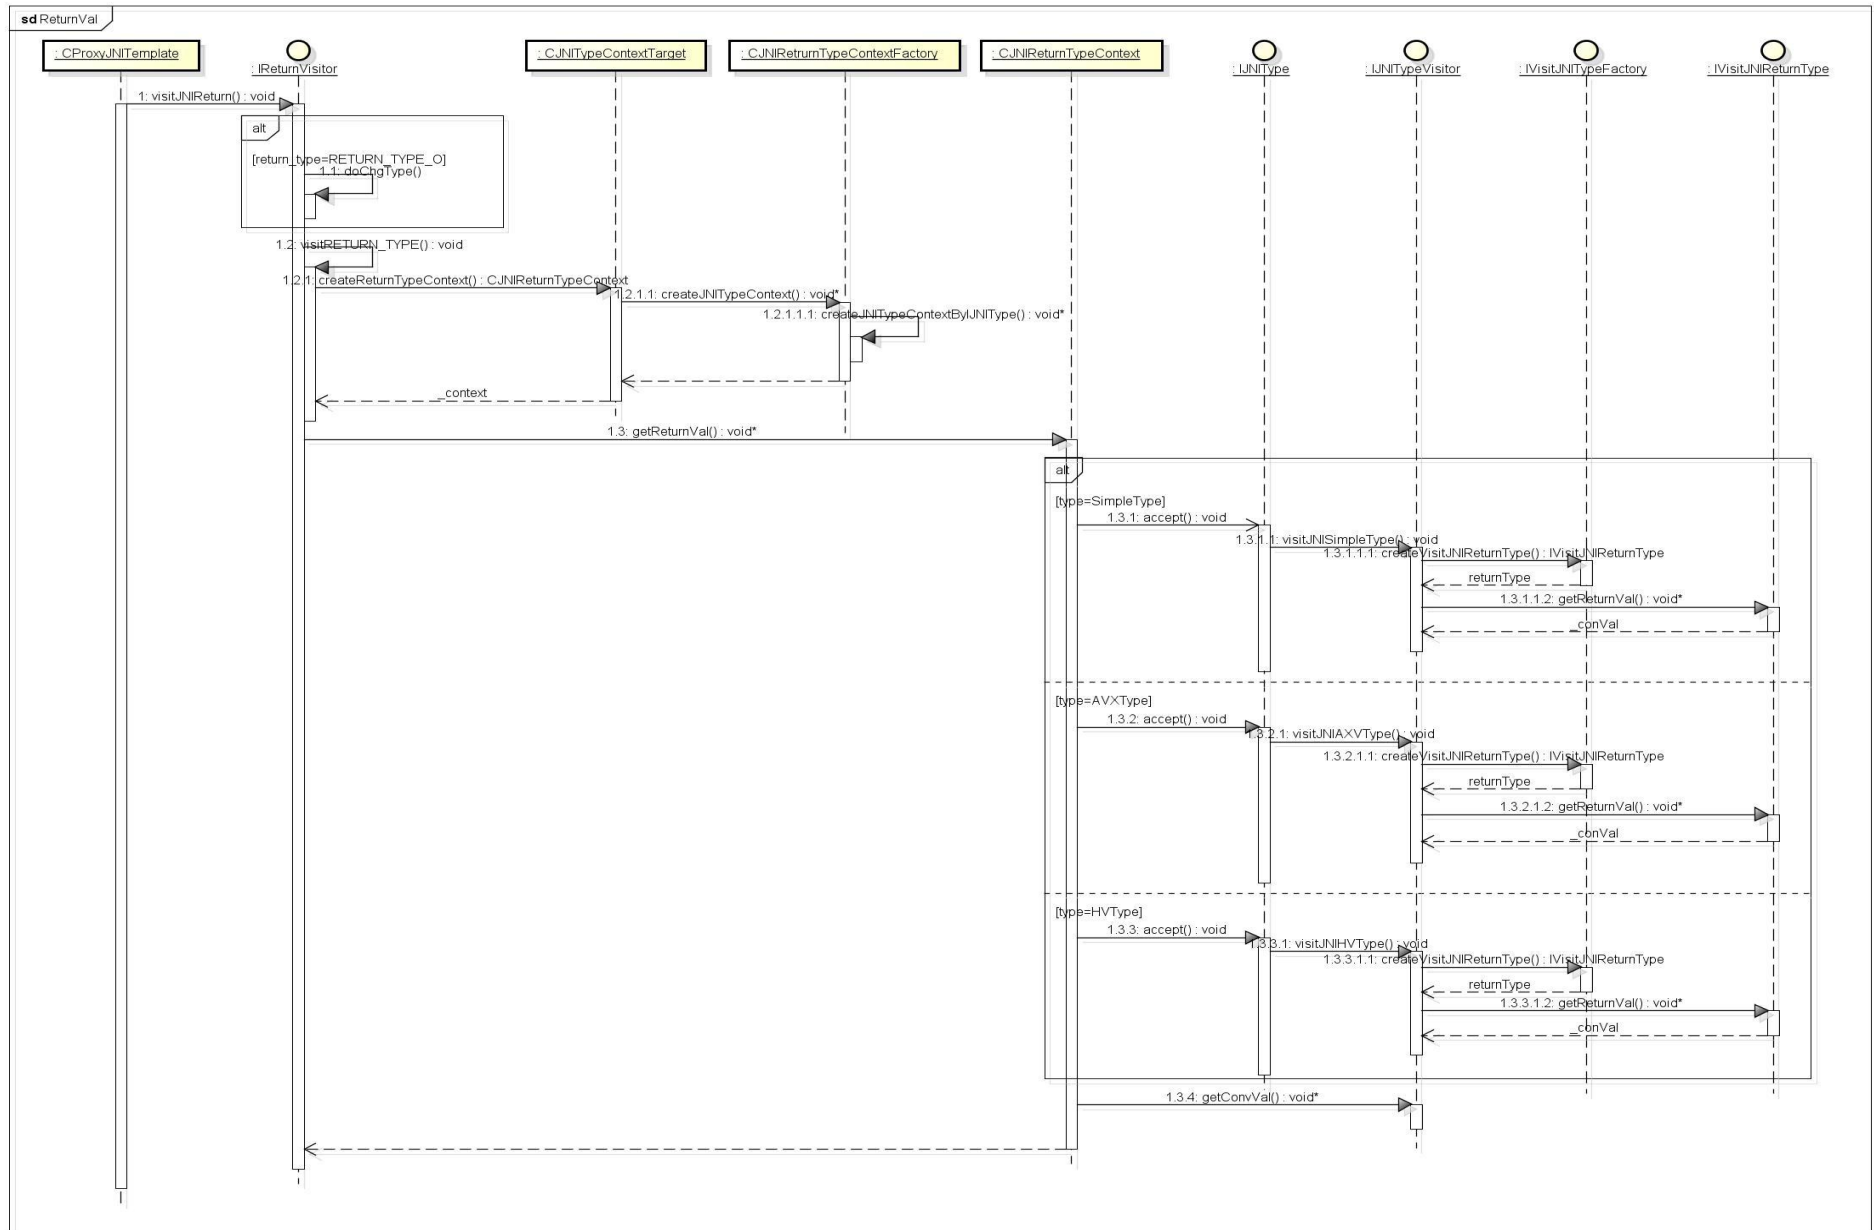 sd ReturnVal
: CProxyJNITemplate
: IReturnVisitor
: CJNITypeContextTarget
: CJNIRetrurnTypeContextFactory
: CJNIReturnTypeContext
: IJNIType
: IJNITypeVisitor
: IVisitJNITypeFactory
: IVisitJNIReturnType
1: visitJNIReturn() : void
alt
[return_type=RETURN_TYPE_O]
1.1: doChgType()
1.2: visitRETURN_TYPE() : void
1.2.1: createReturnTypeContext() : CJNIReturnTypeContext
1.2.1.1: createJNITypeContext() : void*
1.2.1.1.1: createJNITypeContextByIJNIType() : void*
_context
1.3: getReturnVal() : void*
alt
[type=SimpleType]
1.3.1: accept() : void
1.3.1.1: visitJNISimpleType() : void
1.3.1.1.1: createVisitJNIReturnType() : IVisitJNIReturnType
returnType
1.3.1.1.2: getReturnVal() : void*
_conVal
[type=AVXType]
1.3.2: accept() : void
1.3.2.1: visitJNIAXVType() : void
1.3.2.1.1: createVisitJNIReturnType() : IVisitJNIReturnType
returnType
1.3.2.1.2: getReturnVal() : void*
_conVal
[type=HVType]
1.3.3: accept() : void
1.3.3.1: visitJNIHVType() : void
1.3.3.1.1: createVisitJNIReturnType() : IVisitJNIReturnType
returnType
1.3.3.1.2: getReturnVal() : void*
_conVal
1.3.4: getConvVal() : void*